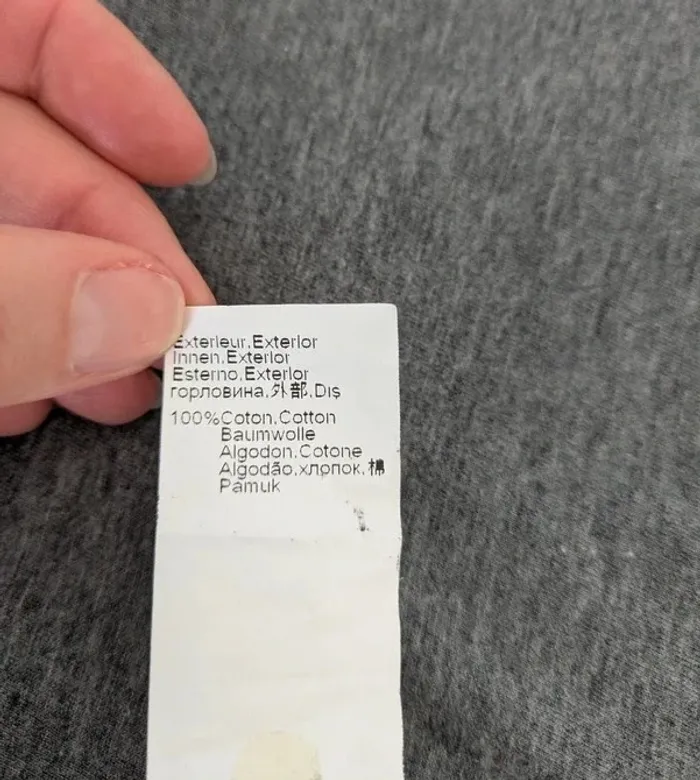 Exterieur,Exterior
Innen,Exterior
Esterno,Exterior
горловина,外部,Dış
100%Coton,Cotton
Baumwolle
Algodon,Cotone
Algodão,хлопок,棉
Pamuk